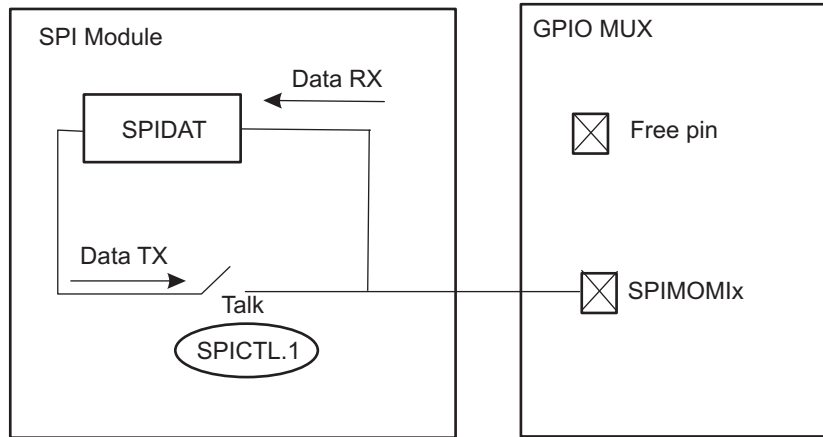 SPI Module
GPIO MUX
Data RX
SPIDAT
Free pin
Data TX
SPIMOMIx
Talk
SPICTL.1